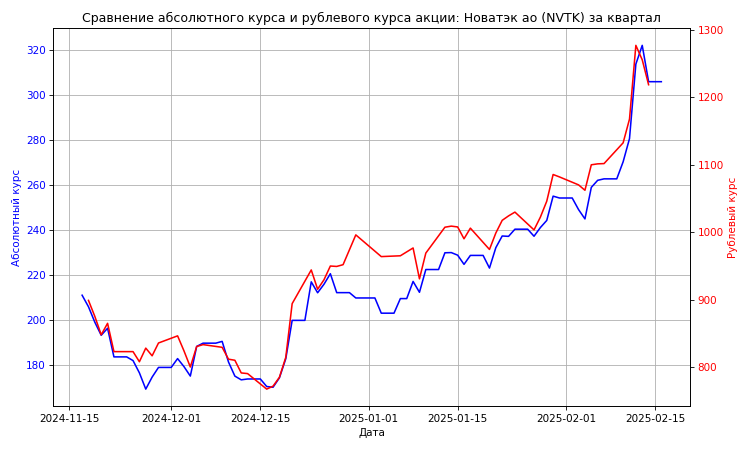 Сравнение абсолютного курса и рублевого курса акции: Новатэк ао (NVTK) за квартал
Абсолютный курс
320
300
280
260
240
220
200
180
1300
1200
1100
1000
900
800
Рублевый курс
2024-11-15 2024-12-01 2024-12-15 2025-01-01 2025-01-15 2025-02-01 2025-02-15
Дата